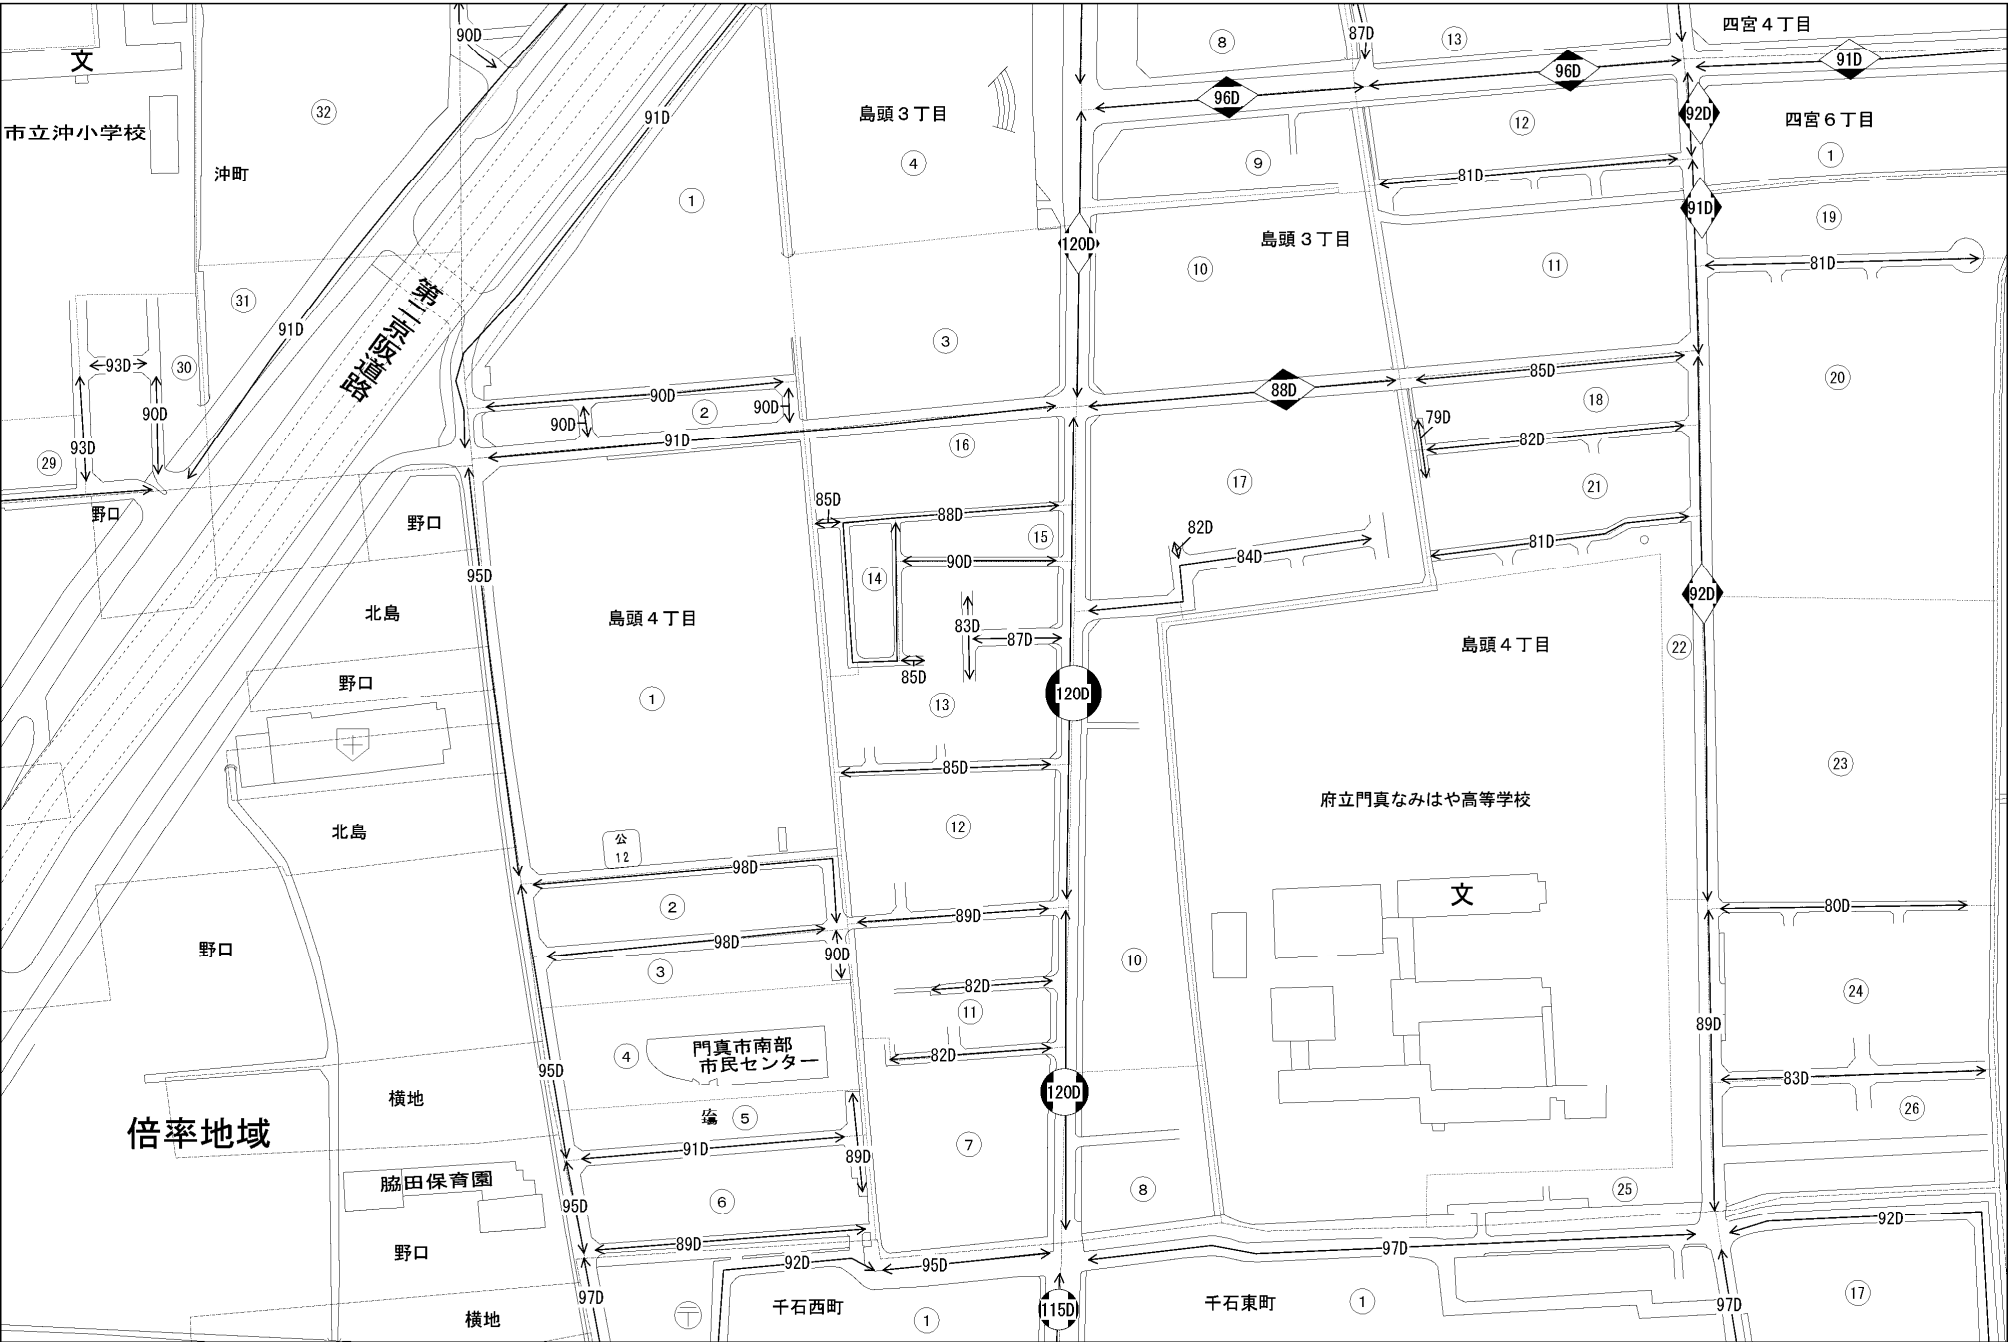 90D
8
87D
13
四宮４丁目
文
96D
96D
91D
32
91D
島頭３丁目
92D
市立沖小学校
12
四宮６丁目
沖町
4
9
1
81D
1
91D
19
120D
島頭３丁目
10
11
81D
31
第二京阪道路
91D
3
93D
30
88D
85D
20
90D
90D
2
90D
90D
18
93D
79D
91D
82D
29
16
17
21
野口
野口
85D
88D
15
82D
84D
81D
95D
14
90D
92D
北島
島頭４丁目
83D
87D
島頭４丁目
22
野口
85D
1
13
120D
85D
23
府立門真なみはや高等学校
北島
公
12
12
98D
文
2
89D
80D
野口
98D
3
90D
10
82D
24
11
89D
4
門真市南部
市民センター
82D
95D
83D
120D
横地
5
26
倍率地域
91D
89D
7
脇田保育園
6
8
25
95D
89D
92D
野口
92D
95D
97D
97D
千石西町
115D
千石東町
1
97D
17
横地
〒
1